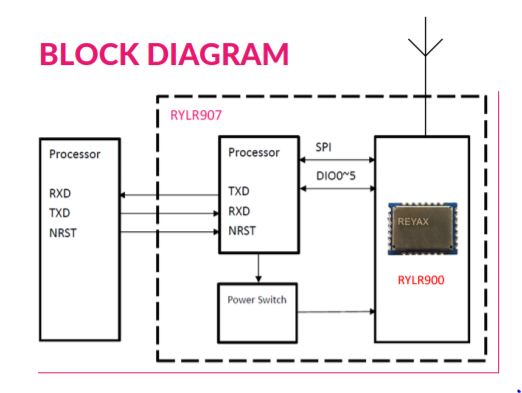 BLOCK DIAGRAM
RYLR907
Processor
RXD
TXD
NRST
Processor
TXD
RXD
NRST
SPI
DIO0~5
Power Switch
REYAX
RYLR900